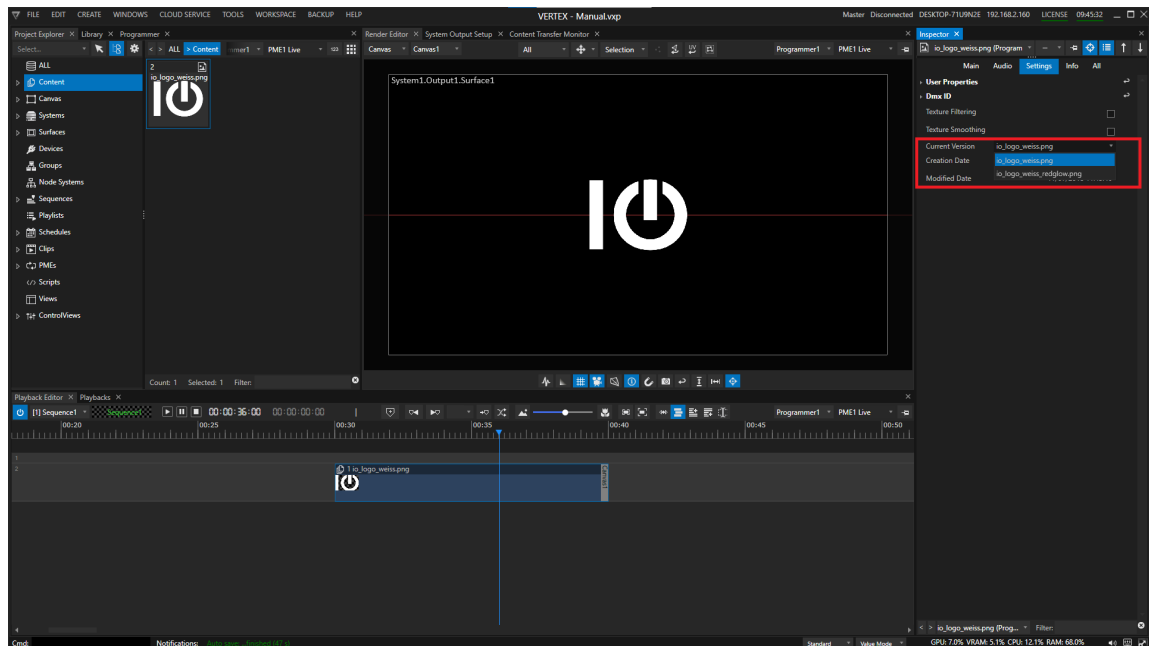 FILE EDIT CREATE WINDOWS CLOUD SERVICE TOOLS WORKSPACE BACKUP HELP
VERTEX - Manual.vxp
Master Disconnected DESKTOP-71U9N2E 192.168.2.160 LICENSE 09:45:32
Project Explorer × Library × Programmer ×
Render Editor × System Output Setup × Content Transfer Monitor ×
Inspector ×
Select...
< > ALL > Content PME1 Live
Canvas Canvas1 All Selection Programmer1 PME1 Live
io_logo_weiss.png (Program
Main Audio Settings Info All
ALL
Content
Canvas
Systems
Surfaces
Devices
Groups
Node Systems
Sequences
Playlists
Schedules
Clips
PMEs
Scripts
Views
ControlViews
2
io_logo_weiss.png
Count: 1 Selected: 1 Filter:
System1.Output1.Surface1
User Properties
Dmx ID
Texture Filtering
Texture Smoothing
Current Version io_logo_weiss.png
Creation Date io_logo_weiss.png
io_logo_weiss_redglow.png
Modified Date
Playback Editor × Playbacks ×
[1] Sequence1 Sequence1 00:00:36:00 00:00:00:00 Programmer1 PME1 Live
00:20 00:25 00:30 00:35 00:40 00:45 00:50
1
2
1 io_logo_weiss.png
Canvas1
< > io_logo_weiss.png (Prog... Filter:
Cmd: Notifications: Auto save ...finished (47 s) Standard Value Mode GPU: 7.0% VRAM: 5.1% CPU: 12.1% RAM: 68.0%